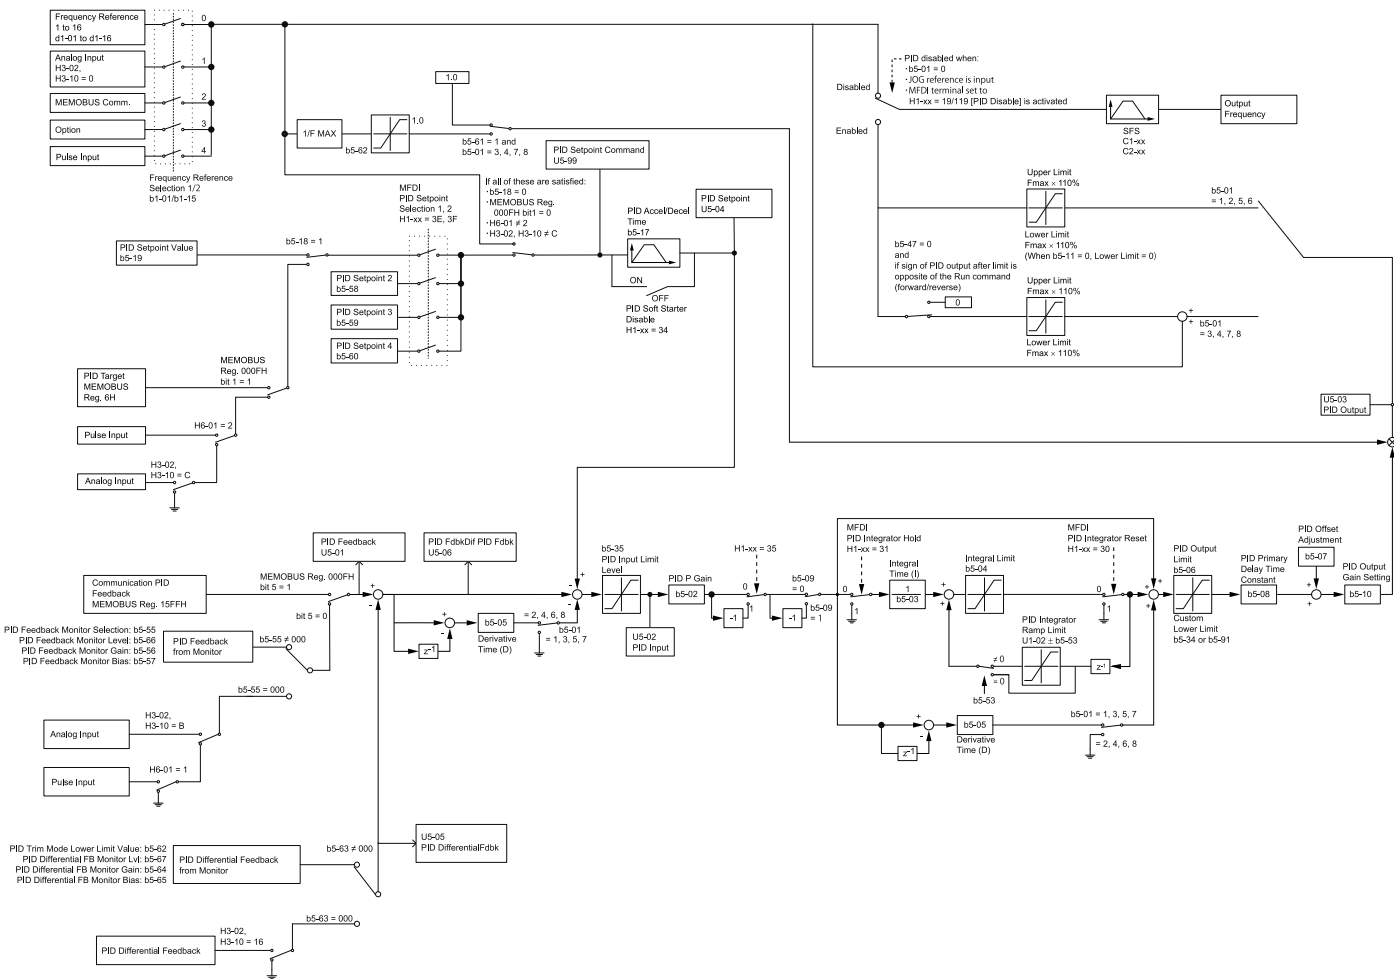 Frequency Reference
1 to 16
d1-01 to d1-16
0
Analog Input
H3-02,
H3-10 = 0
1
MEMOBUS Comm.
2
Option
3
Pulse Input
4
Frequency Reference
Selection 1/2
b1-01/b1-15
1/F MAX
b5-62
1.0
1.0
b5-61 = 1 and
b5-01 = 3, 4, 7, 8
PID Setpoint Command
U5-99
PID disabled when:
·b5-01 = 0
·JOG reference is input
·MFDI terminal set to
H1-xx = 19/119 [PID Disable] is activated
Disabled
Enabled
SFS
C1-xx
C2-xx
Output
Frequency
MFDI
PID Setpoint
Selection 1, 2
H1-xx = 3E, 3F
If all of these are satisfied:
·b5-18 = 0
·MEMOBUS Reg.
000FH bit1 = 0
·H6-01 ≠ 2
·H3-02, H3-10 ≠ C
PID Accel/Decel
Time
b5-17
PID Setpoint
U5-04
ON
OFF
PID Soft Starter
Disable
H1-xx = 34
Upper Limit
Fmax × 110%
Lower Limit
Fmax × 110%
(When b5-11 = 0, Lower Limit = 0)
b5-01
= 1, 2, 5, 6
b5-47 = 0
and
if sign of PID output after limit is
opposite of the Run command
(forward/reverse)
0
Upper Limit
Fmax × 110%
Lower Limit
Fmax × 110%
+
+
b5-01
= 3, 4, 7, 8
PID Setpoint Value
b5-19
b5-18 = 1
PID Setpoint 2
b5-58
PID Setpoint 3
b5-59
PID Setpoint 4
b5-60
PID Target
MEMOBUS
Reg. 6H
MEMOBUS
Reg. 000FH
bit 1 = 1
Pulse Input
H6-01 = 2
Analog Input
H3-02,
H3-10 = C
U5-03
PID Output
Communication PID
Feedback
MEMOBUS Reg. 15FFH
MEMOBUS Reg. 000FH
bit 5 = 1
bit 5 = 0
PID Feedback
U5-01
PID FdbkDif PID Fdbk
U5-06
+
-
+
-
z-1
b5-05
Derivative
Time (D)
= 2, 4, 6, 8
b5-01
= 1, 3, 5, 7
+
-
-
b5-35
PID Input Limit
Level
U5-02
PID Input
PID P Gain
b5-02
H1-xx = 35
0
1
-1
b5-09
= 0
b5-09
= 1
-1
MFDI
PID Integrator Hold
H1-xx = 31
0
1
Integral
Time (I)
1
b5-03
+
+
Integral Limit
b5-04
MFDI
PID Integrator Reset
H1-xx = 30
0
1
PID Integrator
Ramp Limit
U1-02 ± b5-53
≠ 0
= 0
b5-53
z-1
+
+
+
PID Output
Limit
b5-06
Custom
Lower Limit
b5-34 or b5-91
PID Primary
Delay Time
Constant
b5-08
PID Offset
Adjustment
b5-07
+
+
PID Output
Gain Setting
b5-10
+
-
z-1
b5-05
Derivative
Time (D)
b5-01 = 1, 3, 5, 7
= 2, 4, 6, 8
PID Feedback Monitor Selection: b5-55
PID Feedback Monitor Level: b5-66
PID Feedback Monitor Gain: b5-56
PID Feedback Monitor Bias: b5-57
PID Feedback
from Monitor
b5-55 ≠ 000
b5-55 = 000
Analog Input
H3-02,
H3-10 = B
Pulse Input
H6-01 = 1
PID Trim Mode Lower Limit Value: b5-62
PID Differential FB Monitor Lvl: b5-67
PID Differential FB Monitor Gain: b5-64
PID Differential FB Monitor Bias: b5-65
PID Differential Feedback
from Monitor
b5-63 ≠ 000
U5-05
PID DifferentialFdbk
b5-63 = 000
PID Differential Feedback
H3-02,
H3-10 = 16